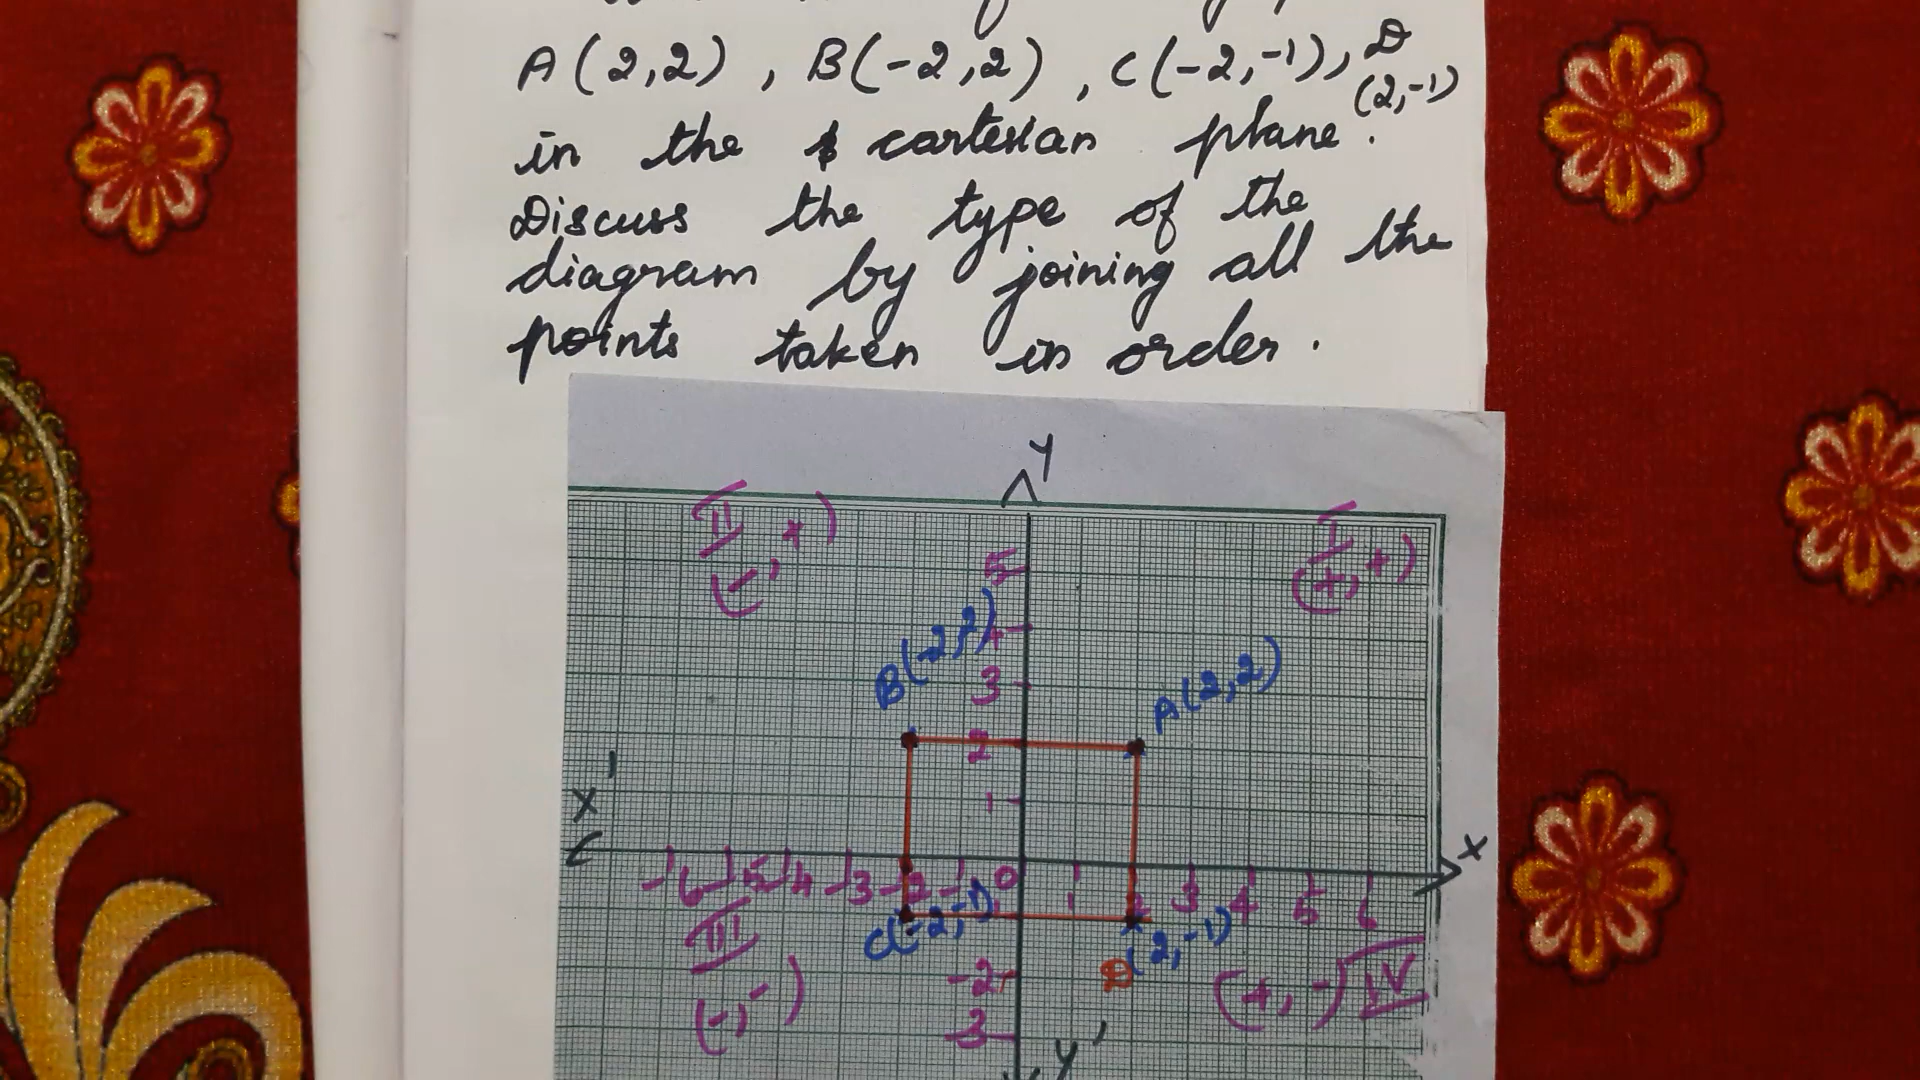 A (2,2) , B(-2,2) , C(-2,-1), D
(2,-1)
in the cartesian plane.
Discuss the type of the
diagram by joining all the
points taken in order.
Y
II
(-,+)
I
(+,+)
5
4
B(-2,2)
3
A(2,2)
2
1
X'
X
-6 -5 -4 -3 -2 -1 0 1 2 3 4 5 6
C(-2,-1)
D(2,-1)
III
(-,-)
-2
(+,-) IV
-3
Y'